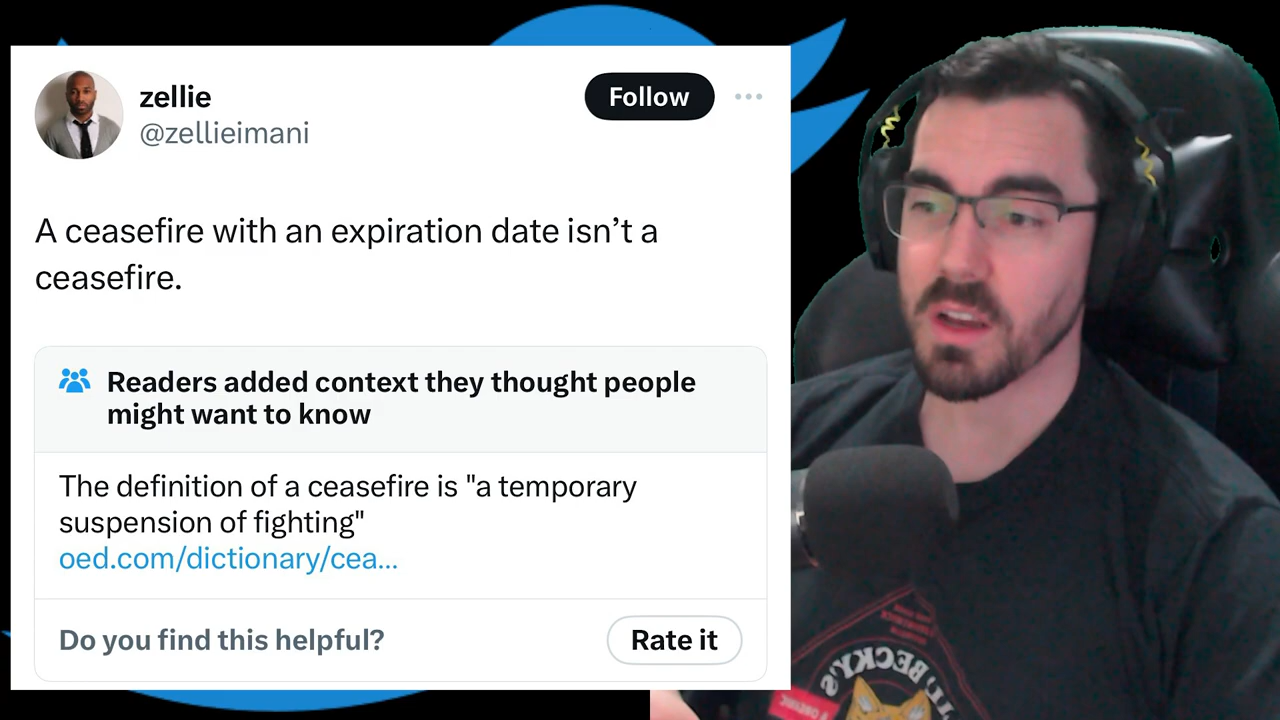 zellie
@zellieimani
Follow
A ceasefire with an expiration date isn’t a
ceasefire.
Readers added context they thought people
might want to know
The definition of a ceasefire is "a temporary
suspension of fighting"
oed.com/dictionary/cea...
Do you find this helpful?
Rate it
LIL' BECKY'S